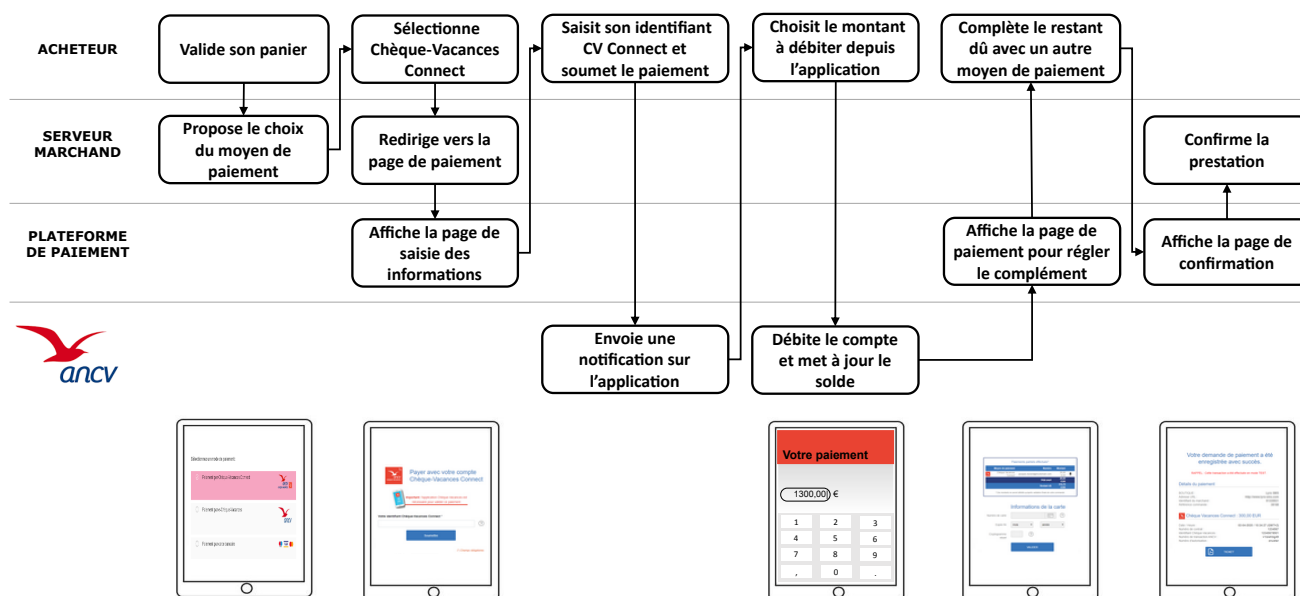 ACHETEUR
Valide son panier
Sélectionne
Chèque-Vacances
Connect
Saisit son identifiant
CV Connect et
soumet le paiement
Choisit le montant
à débiter depuis
l’application
Complète le restant
dû avec un autre
moyen de paiement
SERVEUR
MARCHAND
Propose le choix
du moyen de
paiement
Redirige vers la
page de paiement
Confirme la
prestation
PLATEFORME
DE PAIEMENT
Affiche la page de
saisie des
informations
Affiche la page de
paiement pour régler
le complément
Affiche la page de
confirmation
ancv
Envoie une
notification sur
l’application
Débite le compte
et met à jour le
solde
Payer avec votre compte
Chèque-Vacances Connect
Votre paiement
1300,00 €
1 2 3
4 5 6
7 8 9
, 0 .
Informations de la carte
Votre demande de paiement a été
enregistrée avec succès.
Détails du paiement
Chèque Vacances Connect : 300,00 EUR